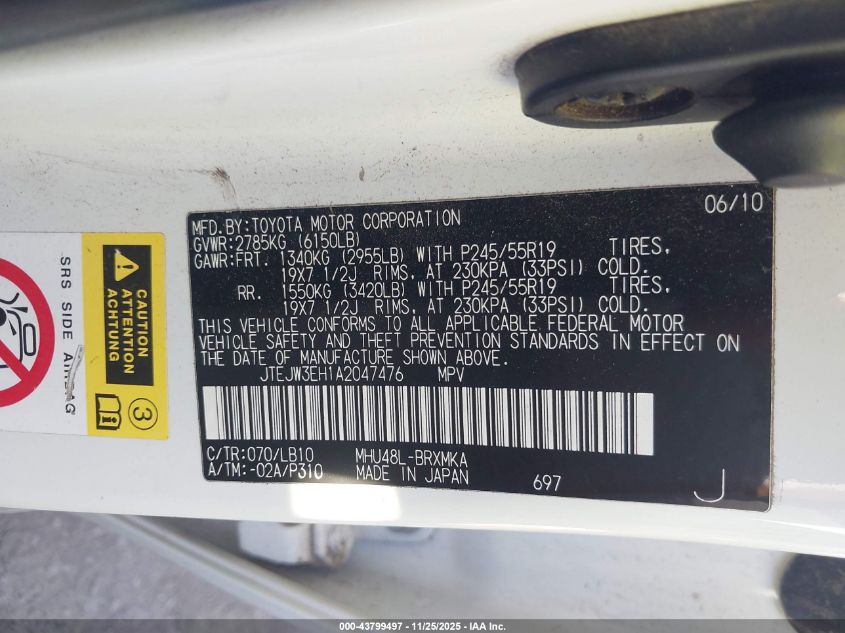 06/10
MFD. BY: TOYOTA MOTOR CORPORATION
GVWR: 2785KG (6150LB)
GAWR: FRT. 1340KG (2955LB) WITH P245/55R19 TIRES.
19X7 1/2J RIMS. AT 230KPA (33PSI) COLD.
RR. 1550KG (3420LB) WITH P245/55R19 TIRES.
19X7 1/2J RIMS. AT 230KPA (33PSI) COLD.
THIS VEHICLE CONFORMS TO ALL APPLICABLE FEDERAL MOTOR
VEHICLE SAFETY AND THEFT PREVENTION STANDARDS IN EFFECT ON
THE DATE OF MANUFACTURE SHOWN ABOVE.
JTEJW3EH1A2047476 MPV
C/TR: 070/LB10 MHU48L-BRXMKA
A/TM: -02A/P310 MADE IN JAPAN 697
J
SRS SIDE AIRBAG
CAUTION
ATTENTION
ACHTUNG
3
000-43799497 - 11/25/2025 - IAA Inc.